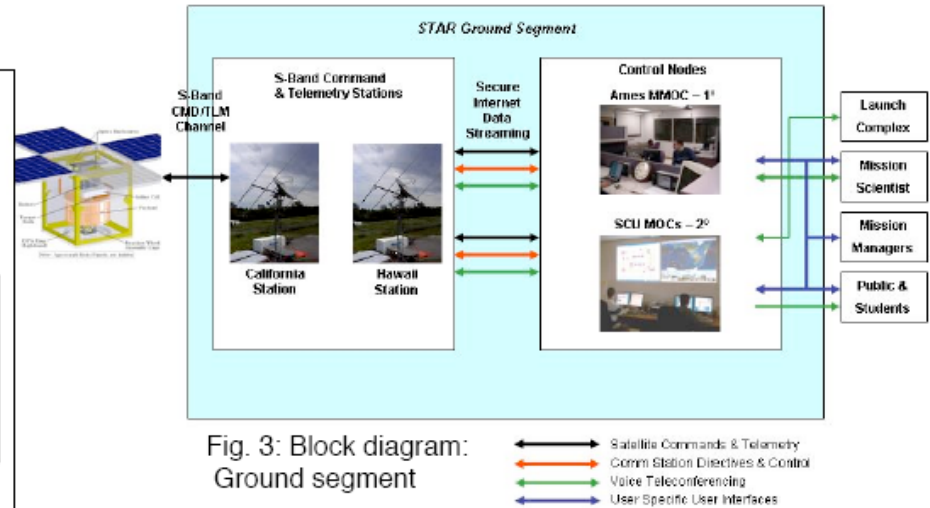 STAR Ground Segment
S-Band
CMD/TLM
Channel
S-Band Command
& Telemetry Stations
California
Station
Hawaii
Station
Secure
Internet
Data
Streaming
Control Nodes
Ames MMOC – 1º
SCU MOCs – 2º
Launch
Complex
Mission
Scientist
Mission
Managers
Public &
Students
Fig. 3: Block diagram:
Ground segment
Satellite Commands & Telemetry
Comm Station Directives & Control
Voice Teleconferencing
User Specific User Interfaces